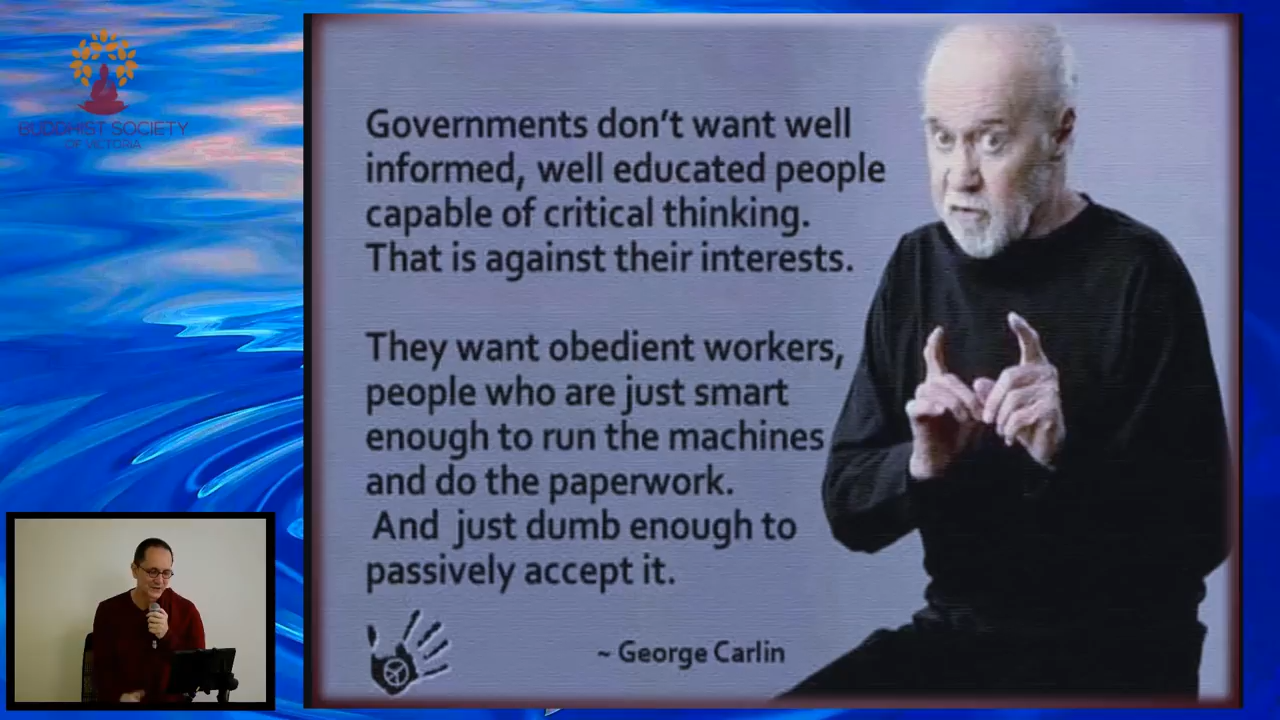 BUDDHIST SOCIETY
OF VICTORIA
Governments don't want well
informed, well educated people
capable of critical thinking.
That is against their interests.
They want obedient workers,
people who are just smart
enough to run the machines
and do the paperwork.
And just dumb enough to
passively accept it.
~ George Carlin